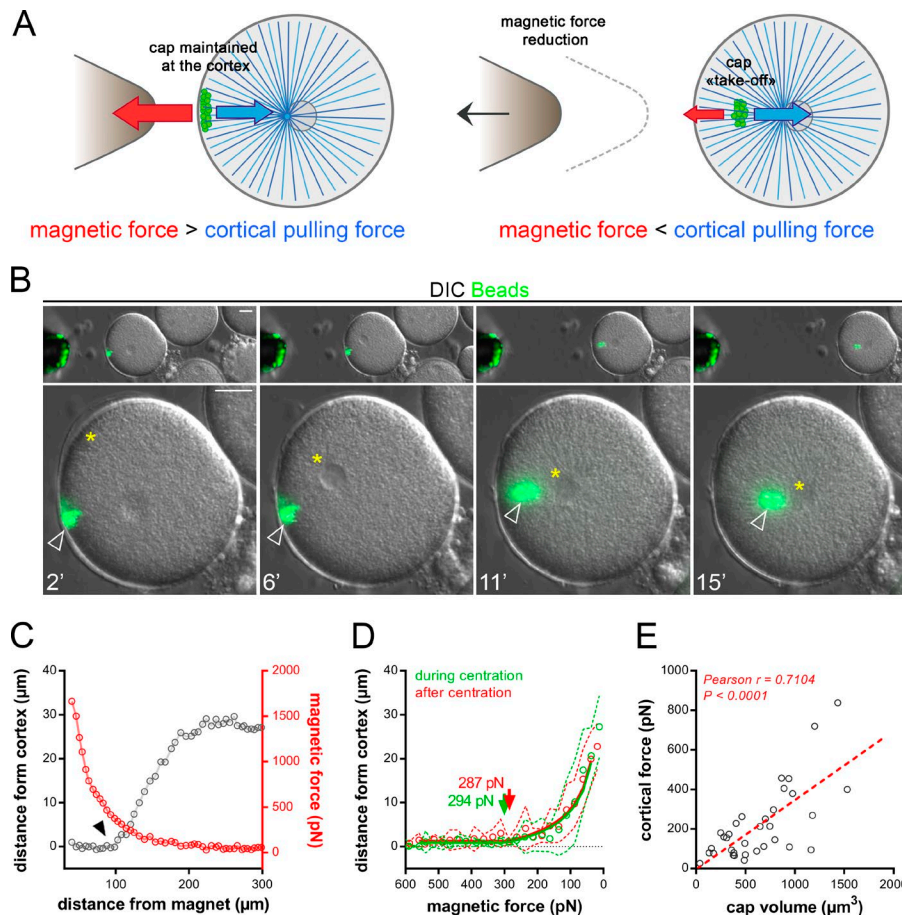 A
cap maintained
at the cortex
magnetic force
reduction
cap
«take-off»
magnetic force > cortical pulling force
magnetic force < cortical pulling force
B
DIC Beads
*
*
*
*
2’
6’
11’
15’
C
distance form cortex (µm)
40
30
20
10
0
100
200
300
distance from magnet (µm)
2000
1500
1000
500
0
magnetic force (pN)
D
distance form cortex (µm)
40
30
20
10
0
during centration
after centration
287 pN
294 pN
600
500
400
300
200
100
0
magnetic force (pN)
E
cortical force (pN)
1000
800
600
400
200
0
Pearson r = 0.7104
P < 0.0001
0
500
1000
1500
2000
cap volume (µm³)